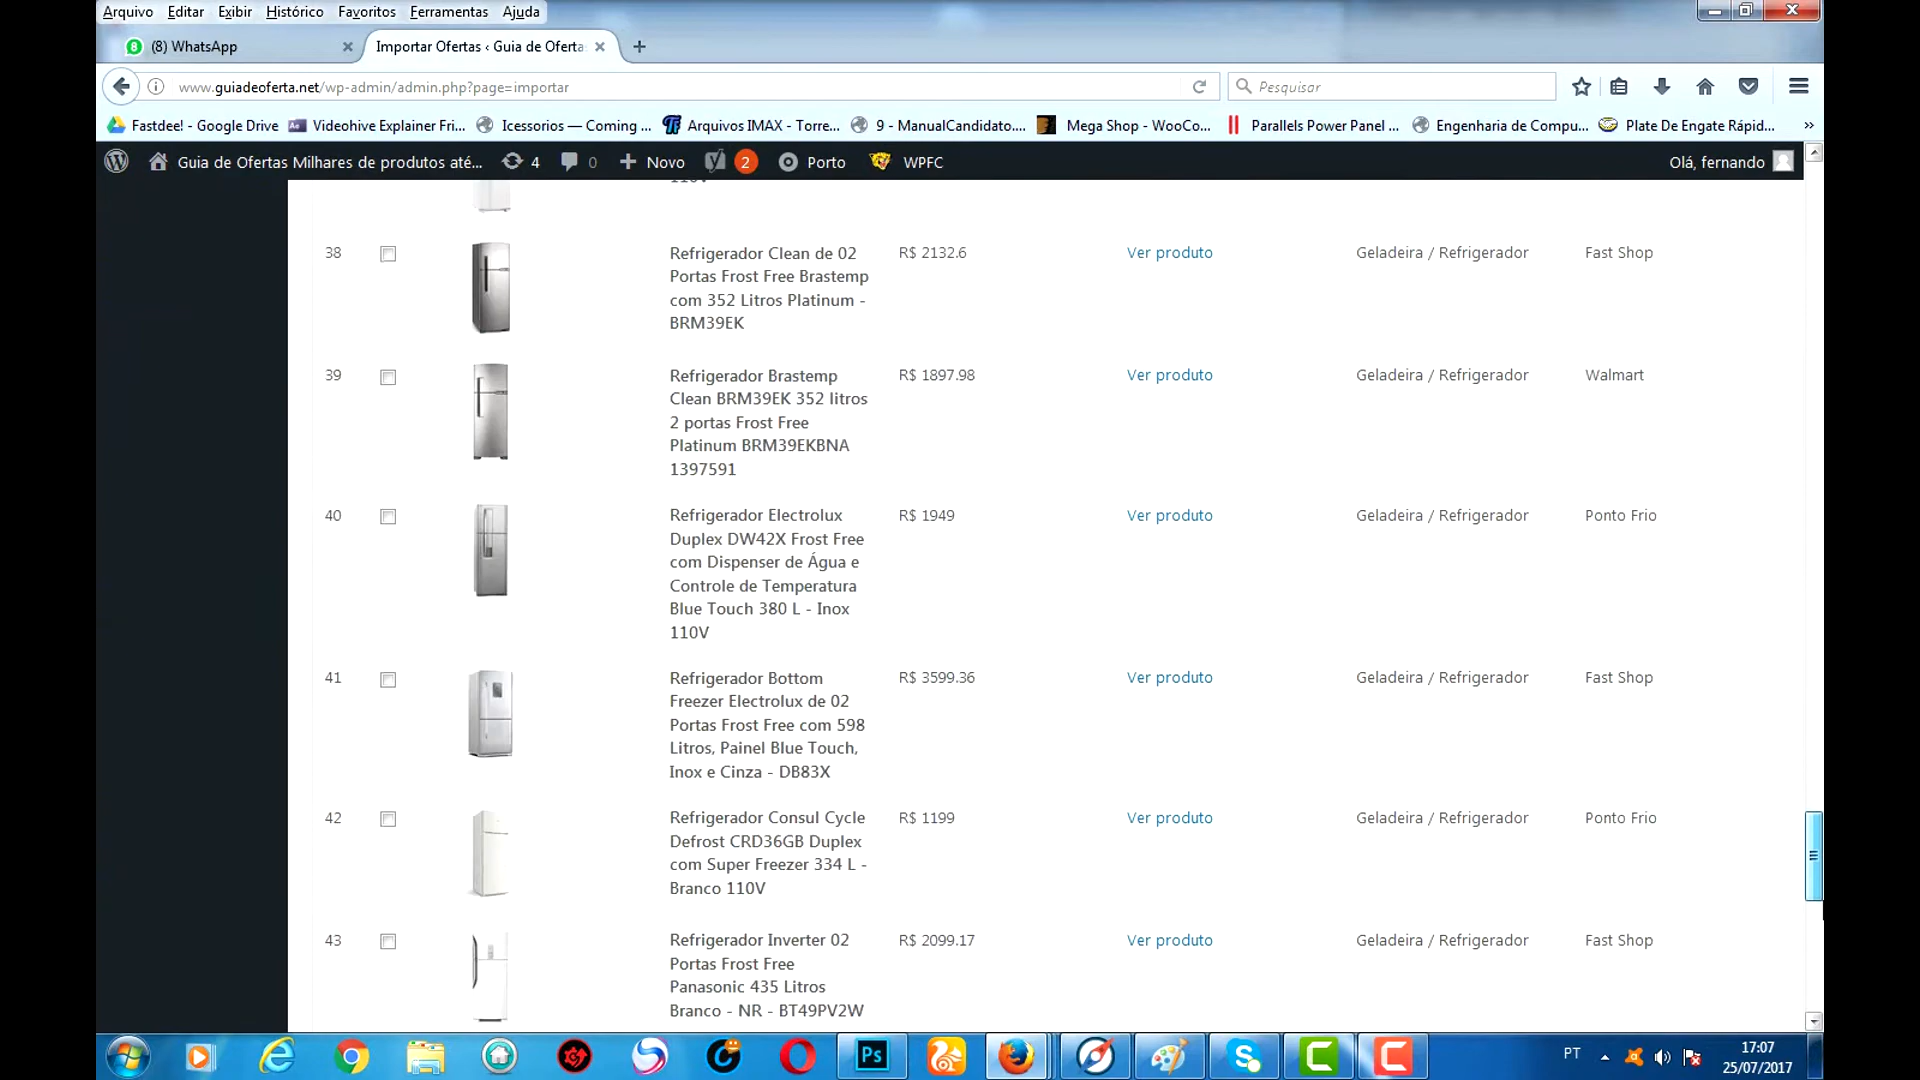 Arquivo Editar Exibir Histórico Favoritos Ferramentas Ajuda
(8) WhatsApp
Importar Ofertas ‹ Guia de Oferta
www.guiadeoferta.net/wp-admin/admin.php?page=importar
Pesquisar
Fastdee! - Google Drive Ae Videohive Explainer Fri... Icessorios — Coming ... Arquivos IMAX - Torre... 9 - ManualCandidato.... Mega Shop - WooCo... Parallels Power Panel ... Engenharia de Compu... Plate De Engate Rápid... »
Guia de Ofertas Milhares de produtos até... 4 0 Novo 2 Porto WPFC Olá, fernando
110V
38 Refrigerador Clean de 02 R$ 2132.6 Ver produto Geladeira / Refrigerador Fast Shop
Portas Frost Free Brastemp
com 352 Litros Platinum -
BRM39EK
39 Refrigerador Brastemp R$ 1897.98 Ver produto Geladeira / Refrigerador Walmart
Clean BRM39EK 352 litros
2 portas Frost Free
Platinum BRM39EKBNA
1397591
40 Refrigerador Electrolux R$ 1949 Ver produto Geladeira / Refrigerador Ponto Frio
Duplex DW42X Frost Free
com Dispenser de Água e
Controle de Temperatura
Blue Touch 380 L - Inox
110V
41 Refrigerador Bottom R$ 3599.36 Ver produto Geladeira / Refrigerador Fast Shop
Freezer Electrolux de 02
Portas Frost Free com 598
Litros, Painel Blue Touch,
Inox e Cinza - DB83X
42 Refrigerador Consul Cycle R$ 1199 Ver produto Geladeira / Refrigerador Ponto Frio
Defrost CRD36GB Duplex
com Super Freezer 334 L -
Branco 110V
43 Refrigerador Inverter 02 R$ 2099.17 Ver produto Geladeira / Refrigerador Fast Shop
Portas Frost Free
Panasonic 435 Litros
Branco - NR - BT49PV2W
Ps
PT
17:07
25/07/2017